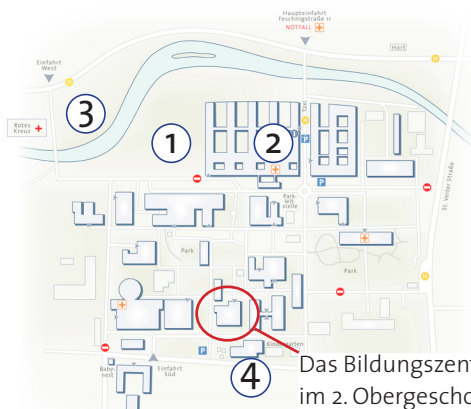 Haupteinfahrt
Feschnigstraße 11
NOTFALL
Einfahrt
West
Hort
H
H
3
Rotes
Kreuz
1
2
Taxi
H
i
P
P
St. Veiter Straße
Park-
leit-
stelle
Park
Park
H
P
Kindergarten
Baby-
nest
Einfahrt
Süd
4
Das Bildungszent
im 2. Obergescho